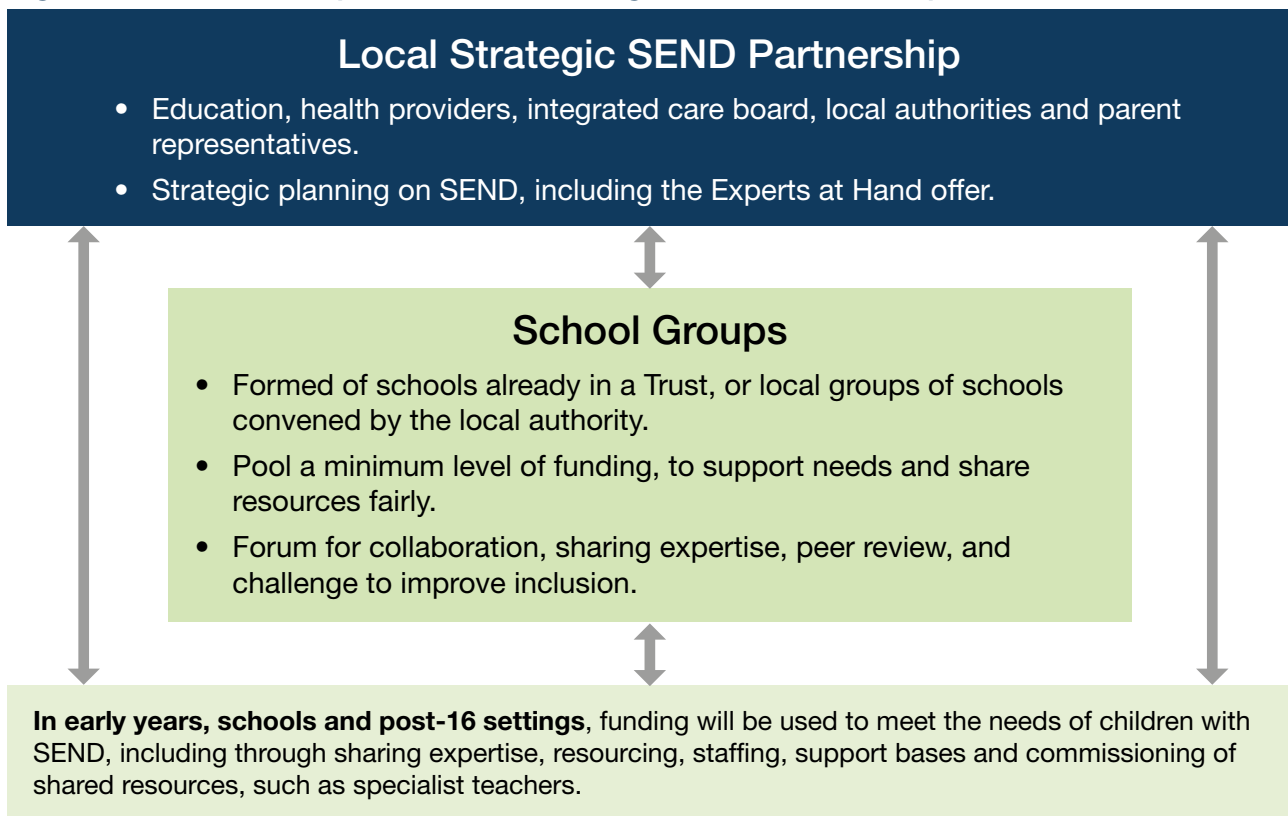 Local Strategic SEND Partnership
• Education, health providers, integrated care board, local authorities and parent
representatives.
• Strategic planning on SEND, including the Experts at Hand offer.
School Groups
• Formed of schools already in a Trust, or local groups of schools
convened by the local authority.
• Pool a minimum level of funding, to support needs and share
resources fairly.
• Forum for collaboration, sharing expertise, peer review, and
challenge to improve inclusion.
In early years, schools and post-16 settings, funding will be used to meet the needs of children with
SEND, including through sharing expertise, resourcing, staffing, support bases and commissioning of
shared resources, such as specialist teachers.